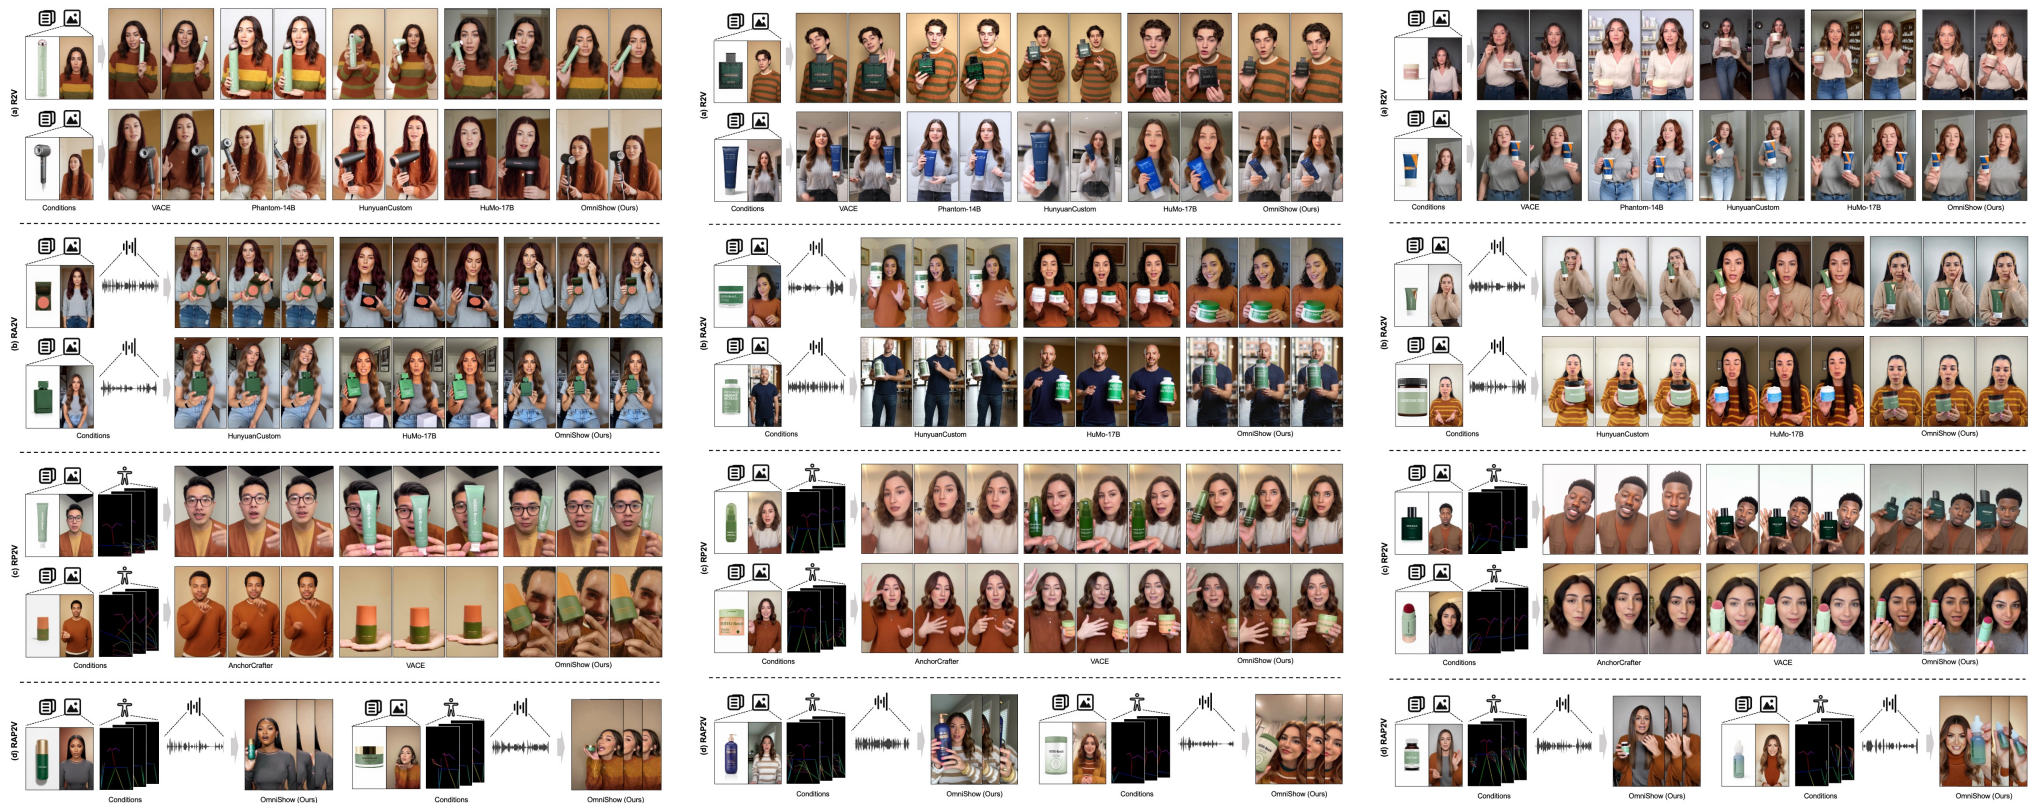 (a) R2V
Conditions
VACE
Phantom-14B
HunyuanCustom
HuMo-17B
OmniShow (Ours)
(b) RA2V
Conditions
HunyuanCustom
HuMo-17B
OmniShow (Ours)
(c) RP2V
Conditions
AnchorCrafter
VACE
OmniShow (Ours)
(d) RAP2V
Conditions
OmniShow (Ours)
Conditions
OmniShow (Ours)
(a) R2V
Conditions
VACE
Phantom-14B
HunyuanCustom
HuMo-17B
OmniShow (Ours)
(b) RA2V
Conditions
HunyuanCustom
HuMo-17B
OmniShow (Ours)
(c) RP2V
Conditions
AnchorCrafter
VACE
OmniShow (Ours)
(d) RAP2V
Conditions
OmniShow (Ours)
Conditions
OmniShow (Ours)
(a) R2V
Conditions
VACE
Phantom-14B
HunyuanCustom
HuMo-17B
OmniShow (Ours)
(b) RA2V
Conditions
HunyuanCustom
HuMo-17B
OmniShow (Ours)
(c) RP2V
Conditions
AnchorCrafter
VACE
OmniShow (Ours)
(d) RAP2V
Conditions
OmniShow (Ours)
Conditions
OmniShow (Ours)